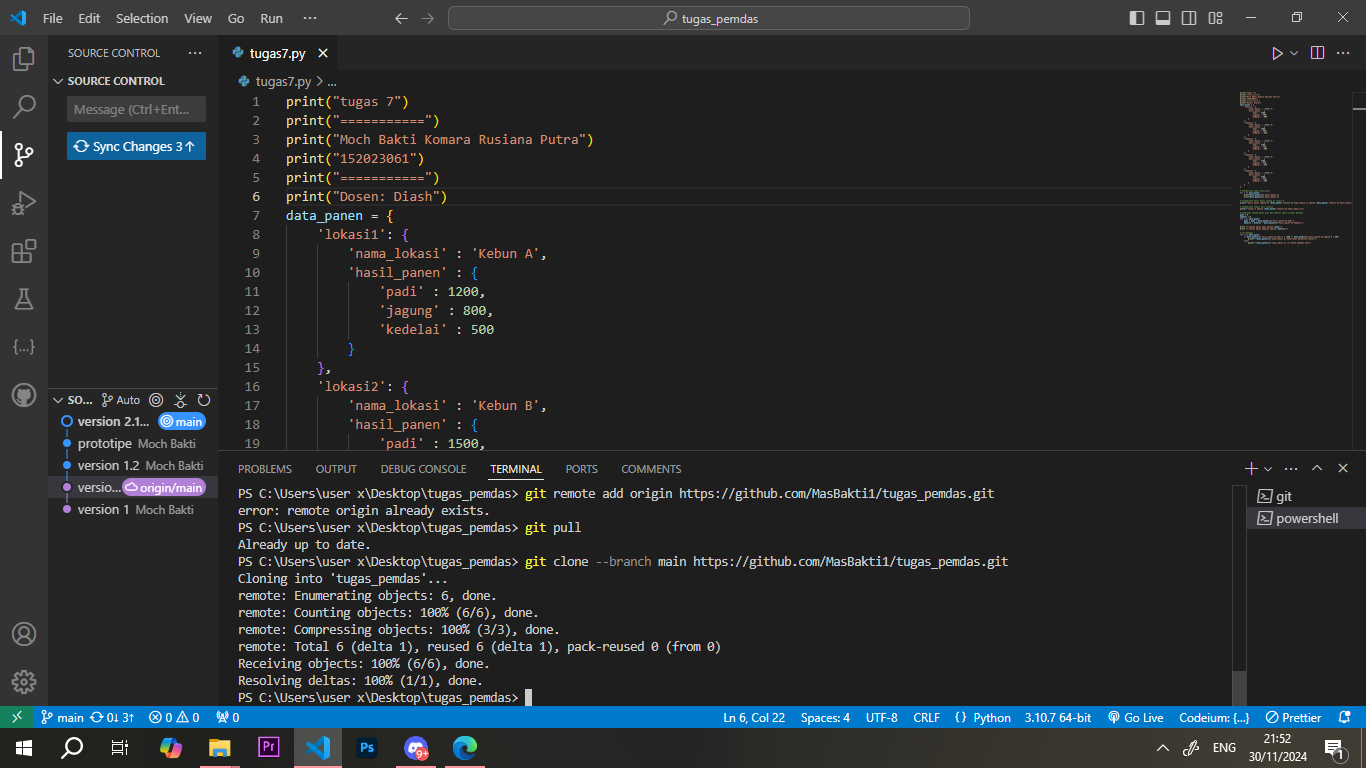 File Edit Selection View Go Run ··· tugas_pemdas
SOURCE CONTROL ···
SOURCE CONTROL
Message (Ctrl+Ent...
Sync Changes 3↑
SO... Auto
version 2.1... main
prototipe Moch Bakti
version 1.2 Moch Bakti
versio... origin/main
version 1 Moch Bakti
tugas7.py
tugas7.py > ...
1 print("tugas 7")
2 print("===========")
3 print("Moch Bakti Komara Rusiana Putra")
4 print("152023061")
5 print("===========")
6 print("Dosen: Diash")
7 data_panen = {
8 'lokasi1': {
9 'nama_lokasi' : 'Kebun A',
10 'hasil_panen' : {
11 'padi' : 1200,
12 'jagung' : 800,
13 'kedelai' : 500
14 }
15 },
16 'lokasi2': {
17 'nama_lokasi' : 'Kebun B',
18 'hasil_panen' : {
19 'padi' : 1500,
PROBLEMS OUTPUT DEBUG CONSOLE TERMINAL PORTS COMMENTS
PS C:\Users\user x\Desktop\tugas_pemdas> git remote add origin https://github.com/MasBakti1/tugas_pemdas.git
error: remote origin already exists.
PS C:\Users\user x\Desktop\tugas_pemdas> git pull
Already up to date.
PS C:\Users\user x\Desktop\tugas_pemdas> git clone --branch main https://github.com/MasBakti1/tugas_pemdas.git
Cloning into 'tugas_pemdas'...
remote: Enumerating objects: 6, done.
remote: Counting objects: 100% (6/6), done.
remote: Compressing objects: 100% (3/3), done.
remote: Total 6 (delta 1), reused 6 (delta 1), pack-reused 0 (from 0)
Receiving objects: 100% (6/6), done.
Resolving deltas: 100% (1/1), done.
PS C:\Users\user x\Desktop\tugas_pemdas>
git
powershell
main 0↓ 3↑ 0 0 0 Ln 6, Col 22 Spaces: 4 UTF-8 CRLF {} Python 3.10.7 64-bit Go Live Codeium: {...} Prettier
Pr Ps 9+ ENG 21:52
30/11/2024 1